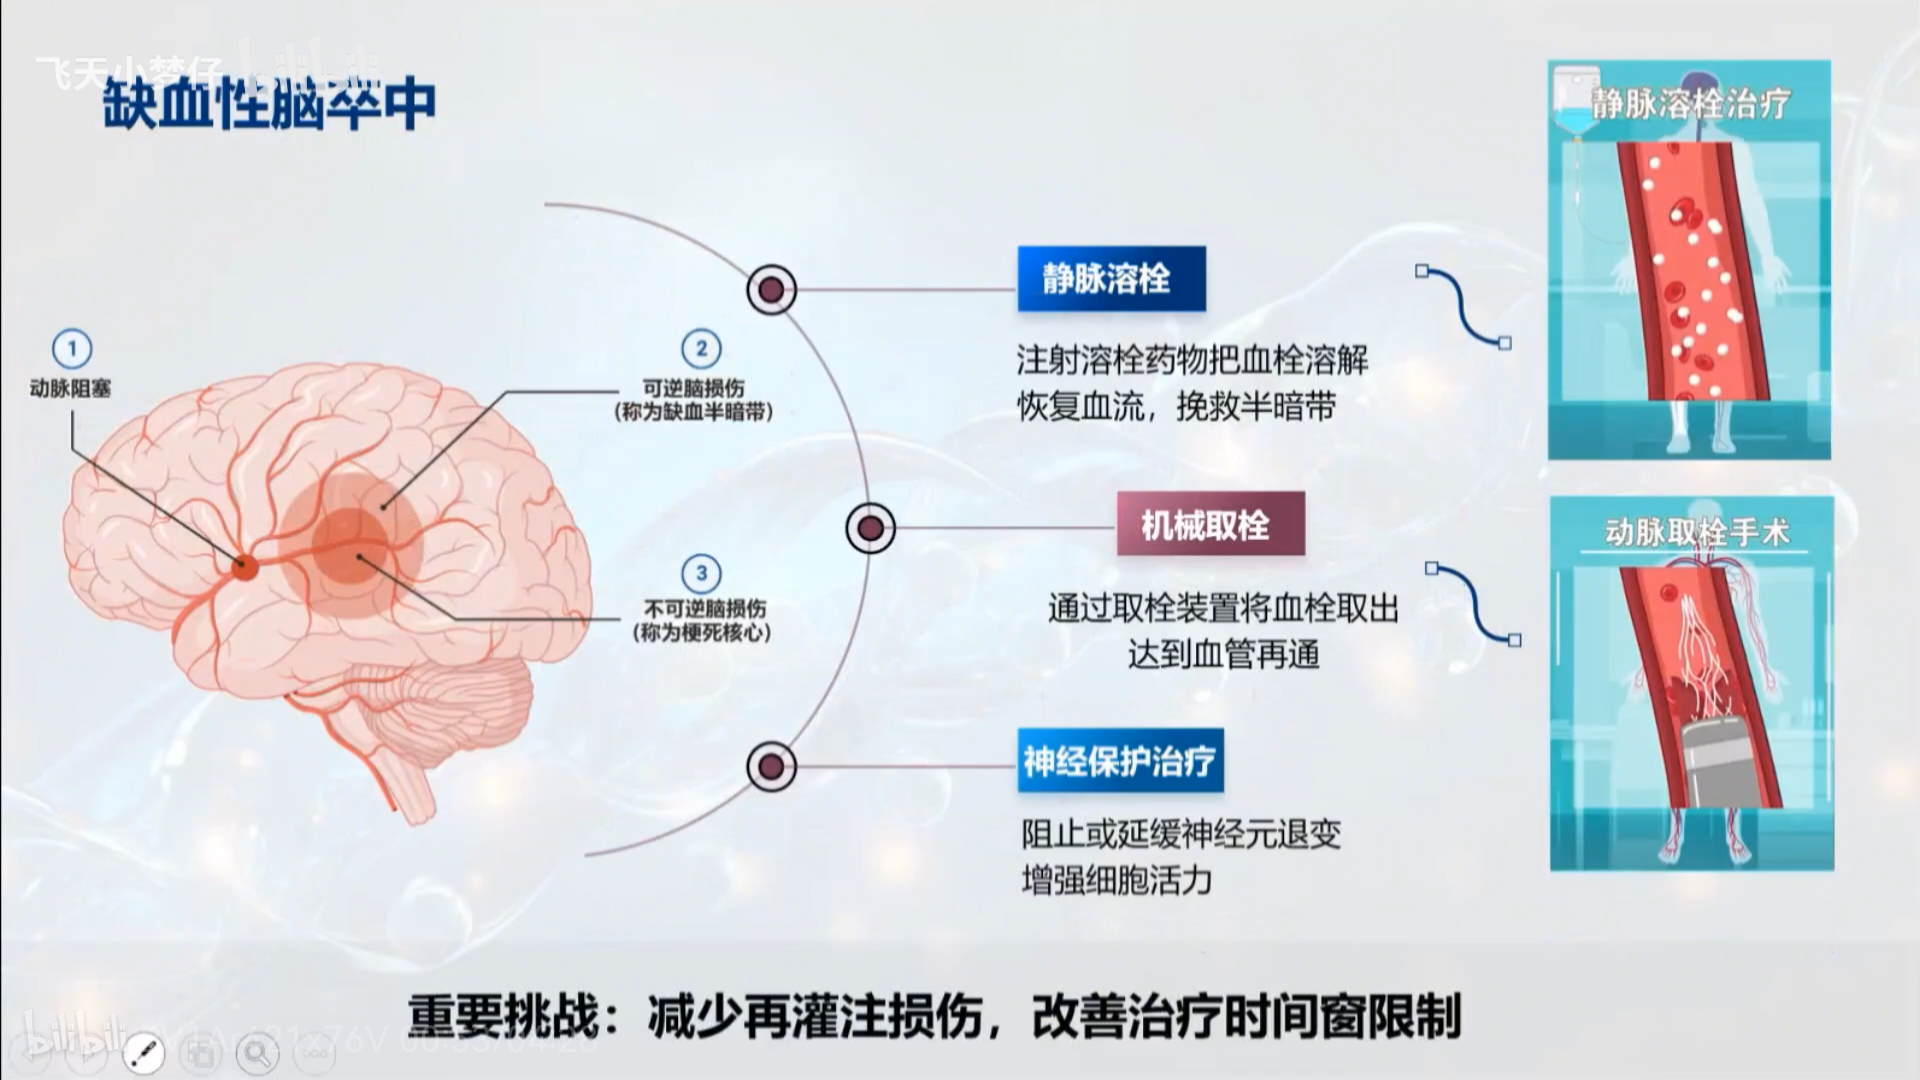 飞天小梦仔 bilibili
缺血性脑卒中
1
动脉阻塞
2
可逆脑损伤
(称为缺血半暗带)
3
不可逆脑损伤
(称为梗死核心)
静脉溶栓
注射溶栓药物把血栓溶解
恢复血流，挽救半暗带
机械取栓
通过取栓装置将血栓取出
达到血管再通
神经保护治疗
阻止或延缓神经元退变
增强细胞活力
静脉溶栓治疗
动脉取栓手术
重要挑战：减少再灌注损伤，改善治疗时间窗限制
bilibili